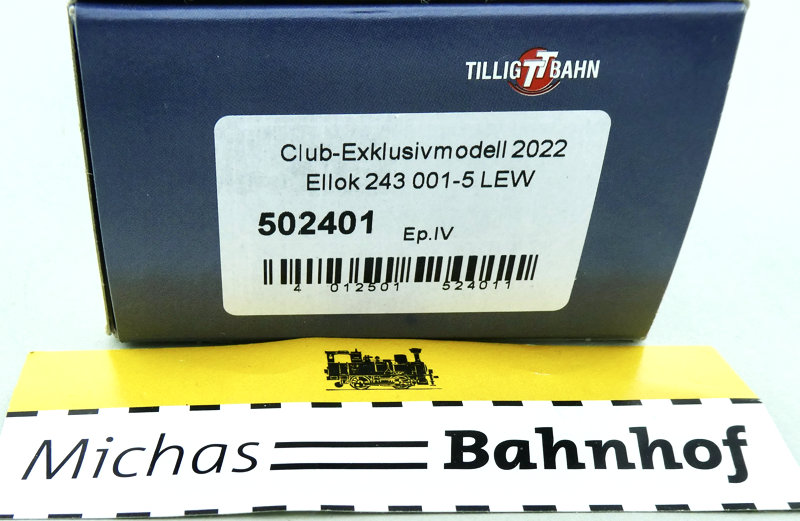 TILLIG TT BAHN
Club-Exklusivmodell 2022
Ellok 243 001-5 LEW
502401 Ep.IV
4 012501 524011
Michas Bahnhof